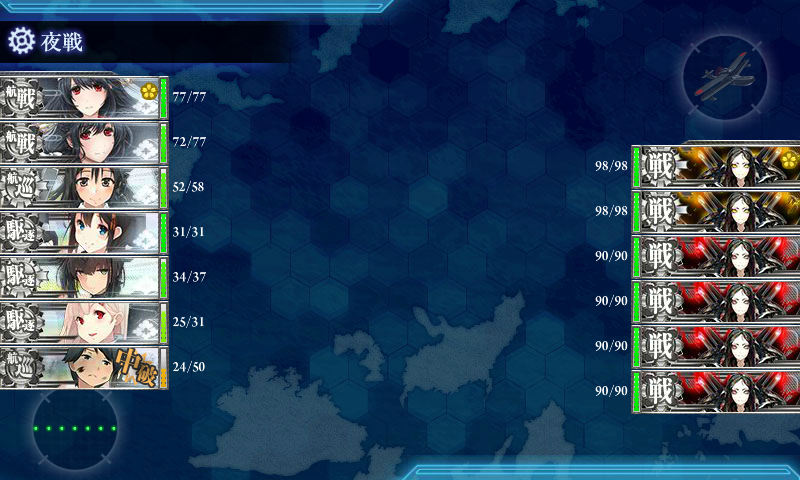 夜戦
航戦 77/77
航戦 72/77
航巡 52/58
駆逐 31/31
駆逐 34/37
駆逐 25/31
航巡 中破 24/50
98/98 戦
98/98 戦
90/90 戦
90/90 戦
90/90 戦
90/90 戦